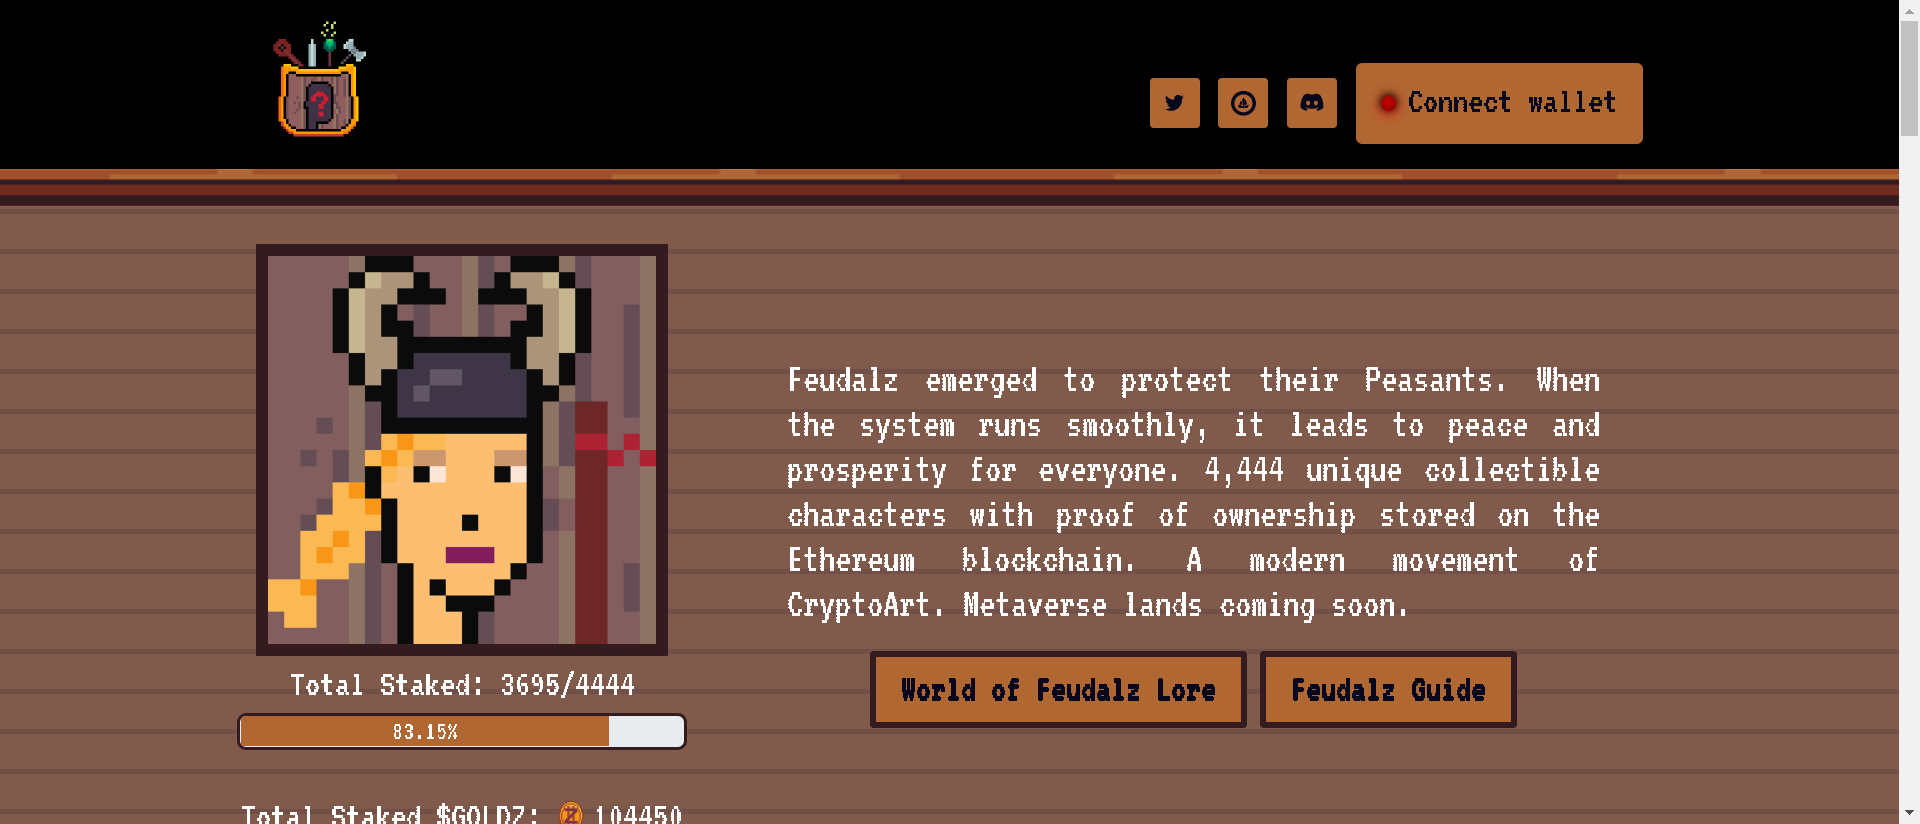 Connect wallet
Feudalz emerged to protect their Peasants. When
the system runs smoothly, it leads to peace and
prosperity for everyone. 4,444 unique collectible
characters with proof of ownership stored on the
Ethereum blockchain. A modern movement of
CryptoArt. Metaverse lands coming soon.
World of Feudalz Lore
Feudalz Guide
Total Staked: 3695/4444
83.15%
Total Staked $GOLDZ: 104450